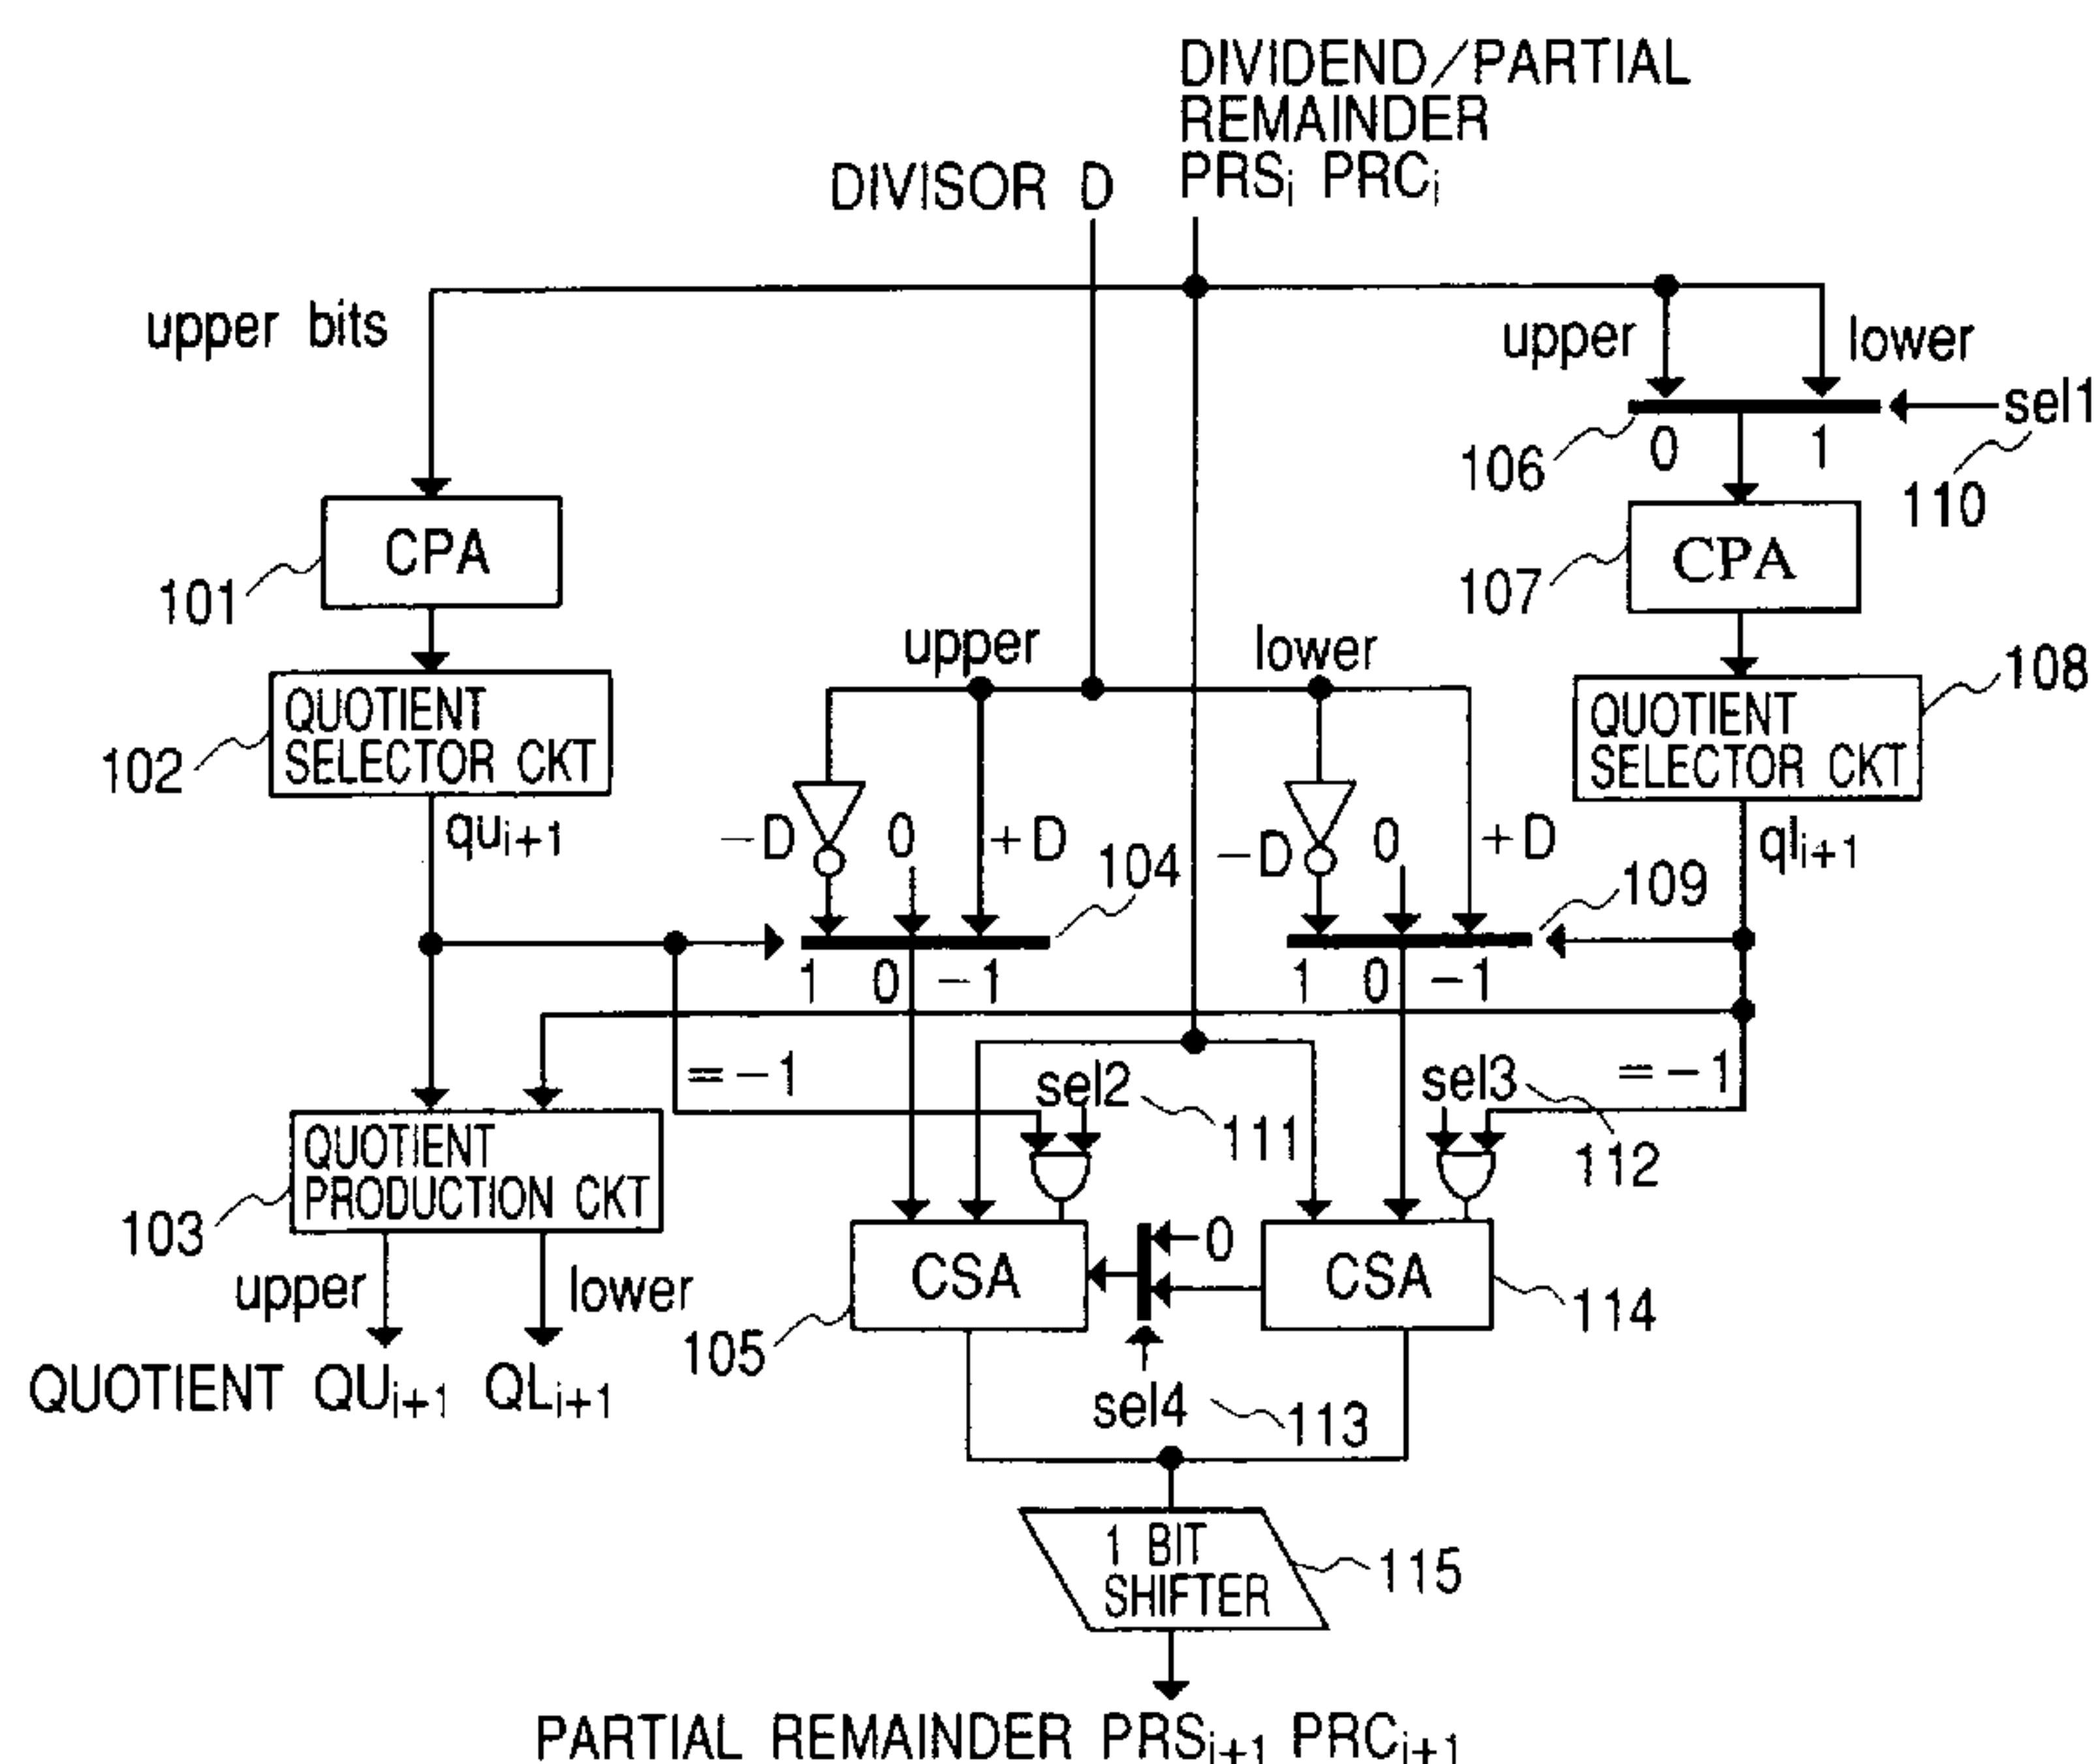 DIVIDEND/PARTIAL
REMAINDER
DIVISOR D
PRSi PRCi
upper bits
upper
lower
sel1
106
0
1
110
CPA
101
CPA
107
upper
lower
108
QUOTIENT
SELECTOR CKT
102
QUOTIENT
SELECTOR CKT
qui+1
−D
0
+D
104
−D
0
+D
qli+1
109
1
0
−1
1
0
−1
=−1
sel2
111
sel3
=−1
112
QUOTIENT
PRODUCTION CKT
103
CSA
0
CSA
114
upper
lower
105
QUOTIENT QUi+1 QLi+1
sel4
113
1 BIT
SHIFTER
115
PARTIAL REMAINDER PRSi+1 PRCi+1